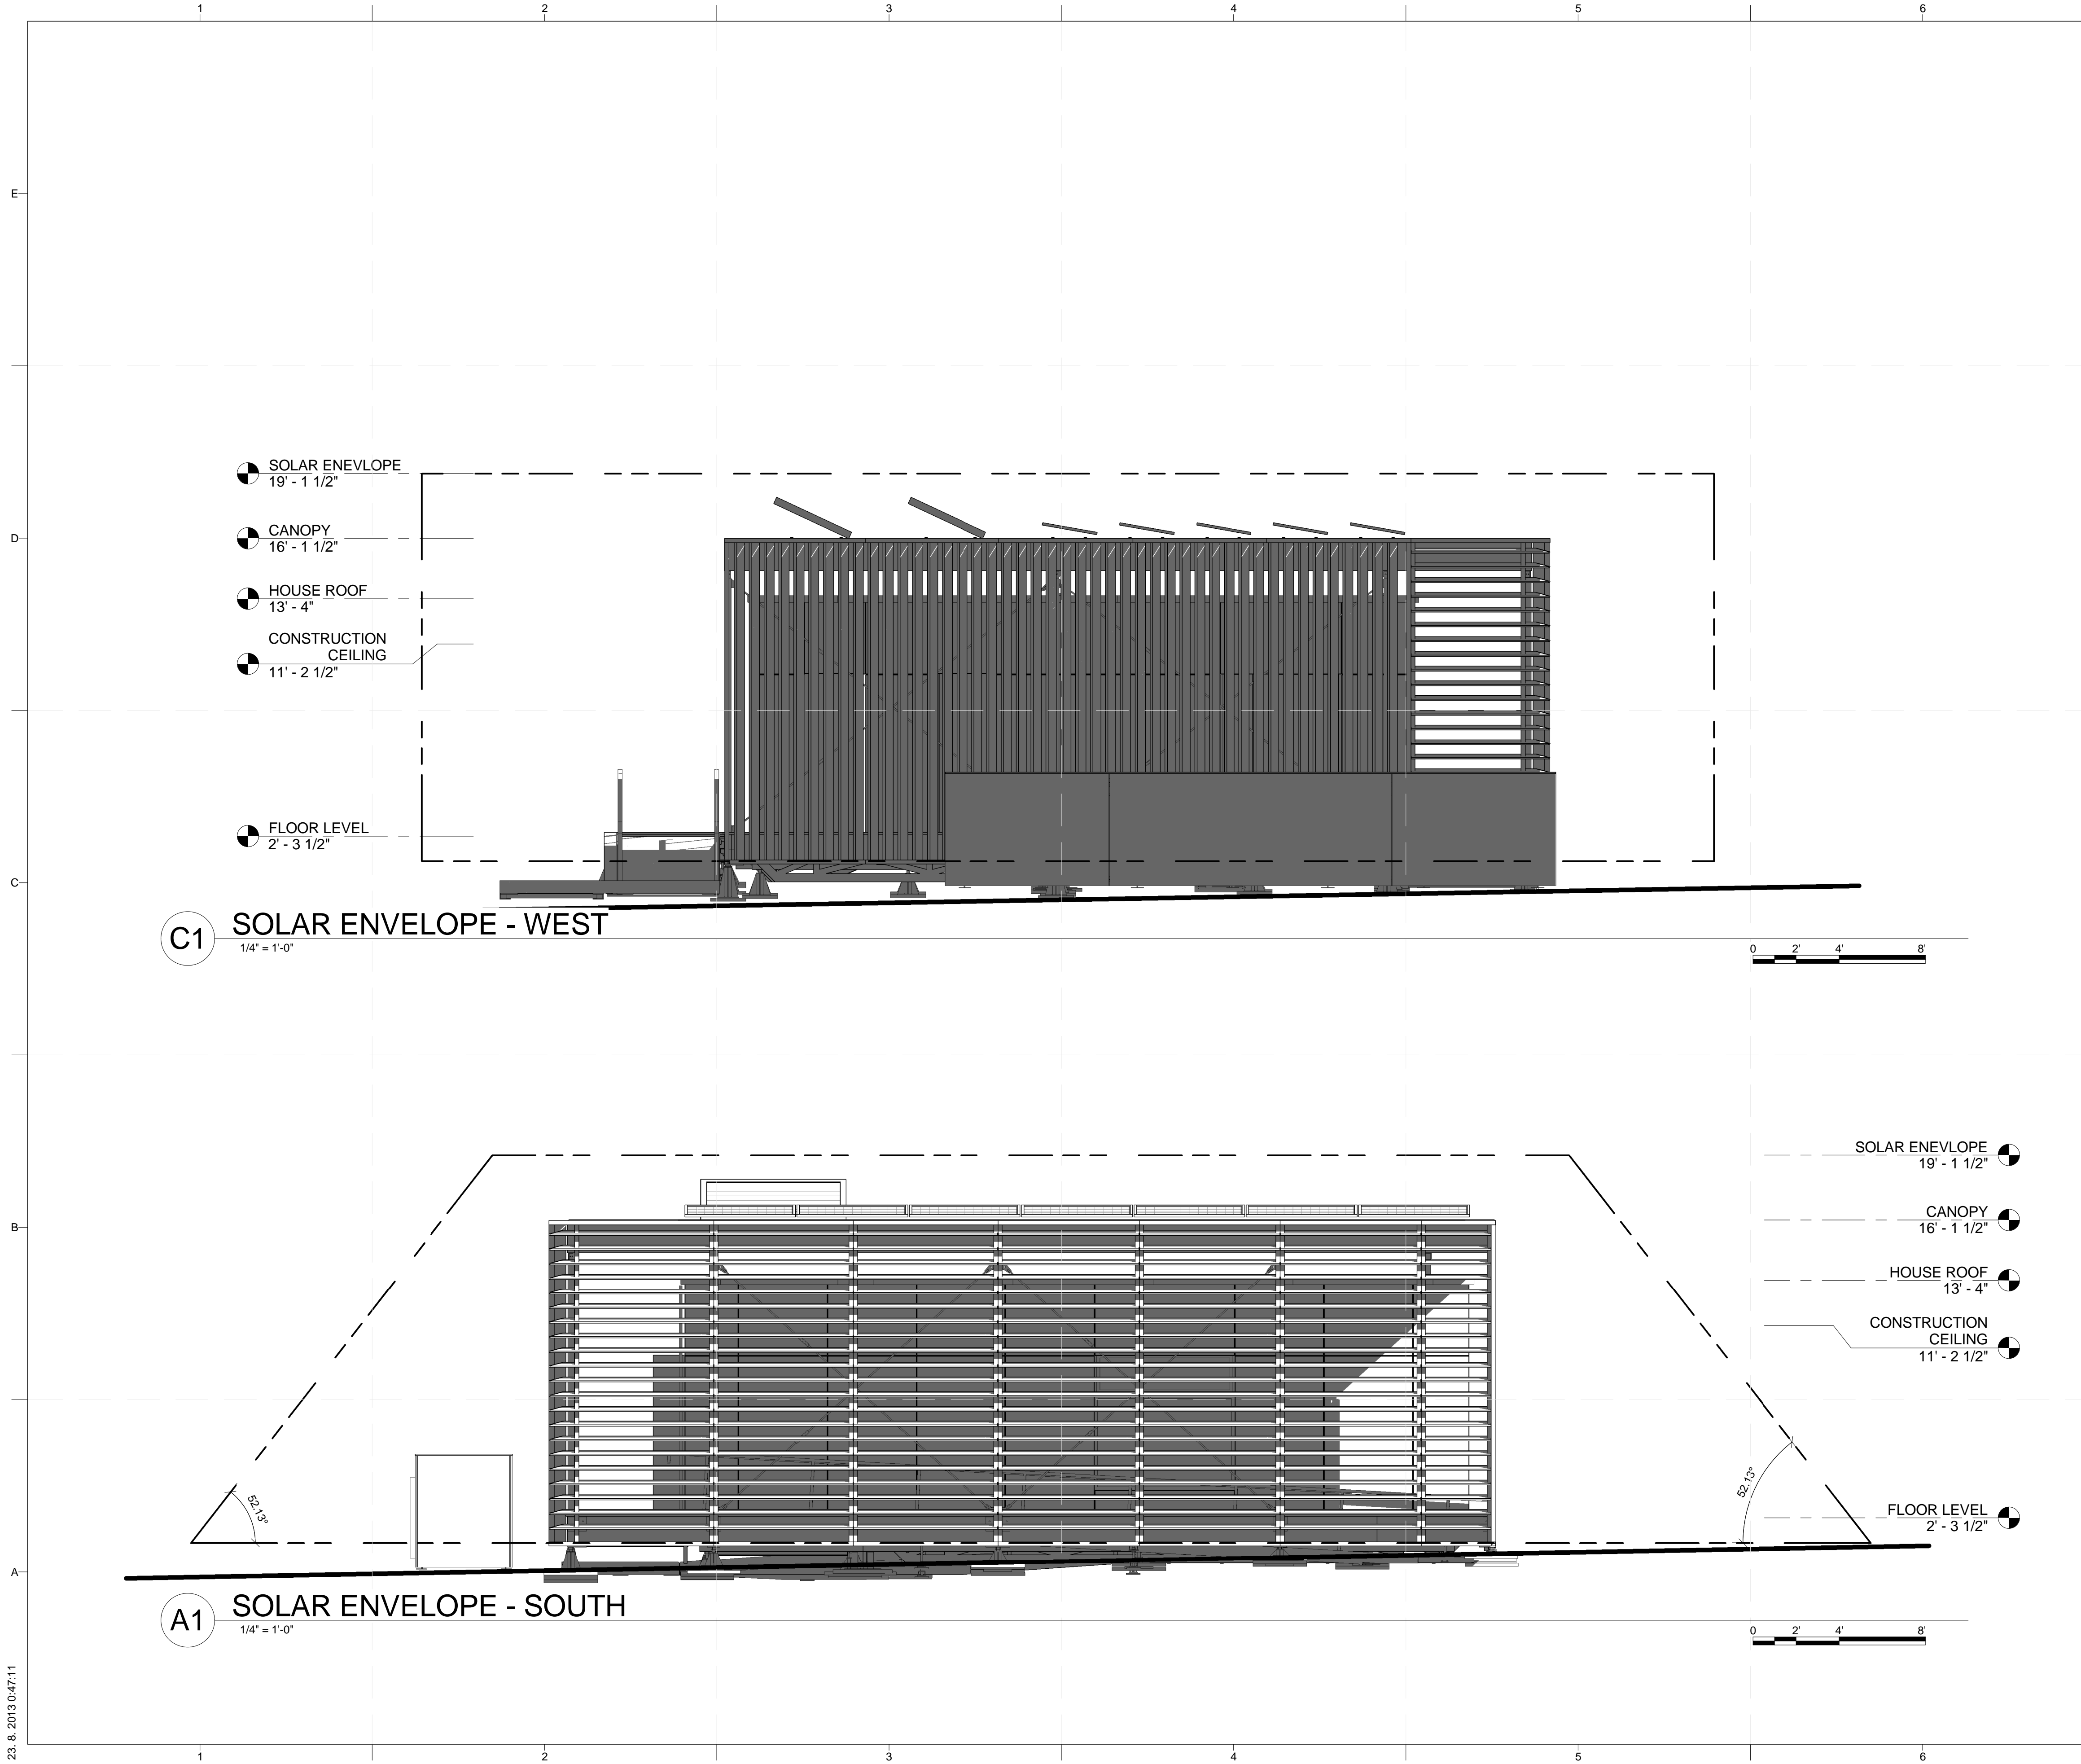 1 2 3 4 5 6
E
D
C
B
A
SOLAR ENEVLOPE
19' - 1 1/2"
CANOPY
16' - 1 1/2"
HOUSE ROOF
13' - 4"
CONSTRUCTION
CEILING
11' - 2 1/2"
FLOOR LEVEL
2' - 3 1/2"
C1
SOLAR ENVELOPE - WEST
1/4" = 1'-0"
0 2' 4' 8'
SOLAR ENEVLOPE
19' - 1 1/2"
CANOPY
16' - 1 1/2"
HOUSE ROOF
13' - 4"
CONSTRUCTION
CEILING
11' - 2 1/2"
FLOOR LEVEL
2' - 3 1/2"
52.13°
52.13°
A1
SOLAR ENVELOPE - SOUTH
1/4" = 1'-0"
0 2' 4' 8'
23. 8. 2013 0:47:11
1 2 3 4 5 6